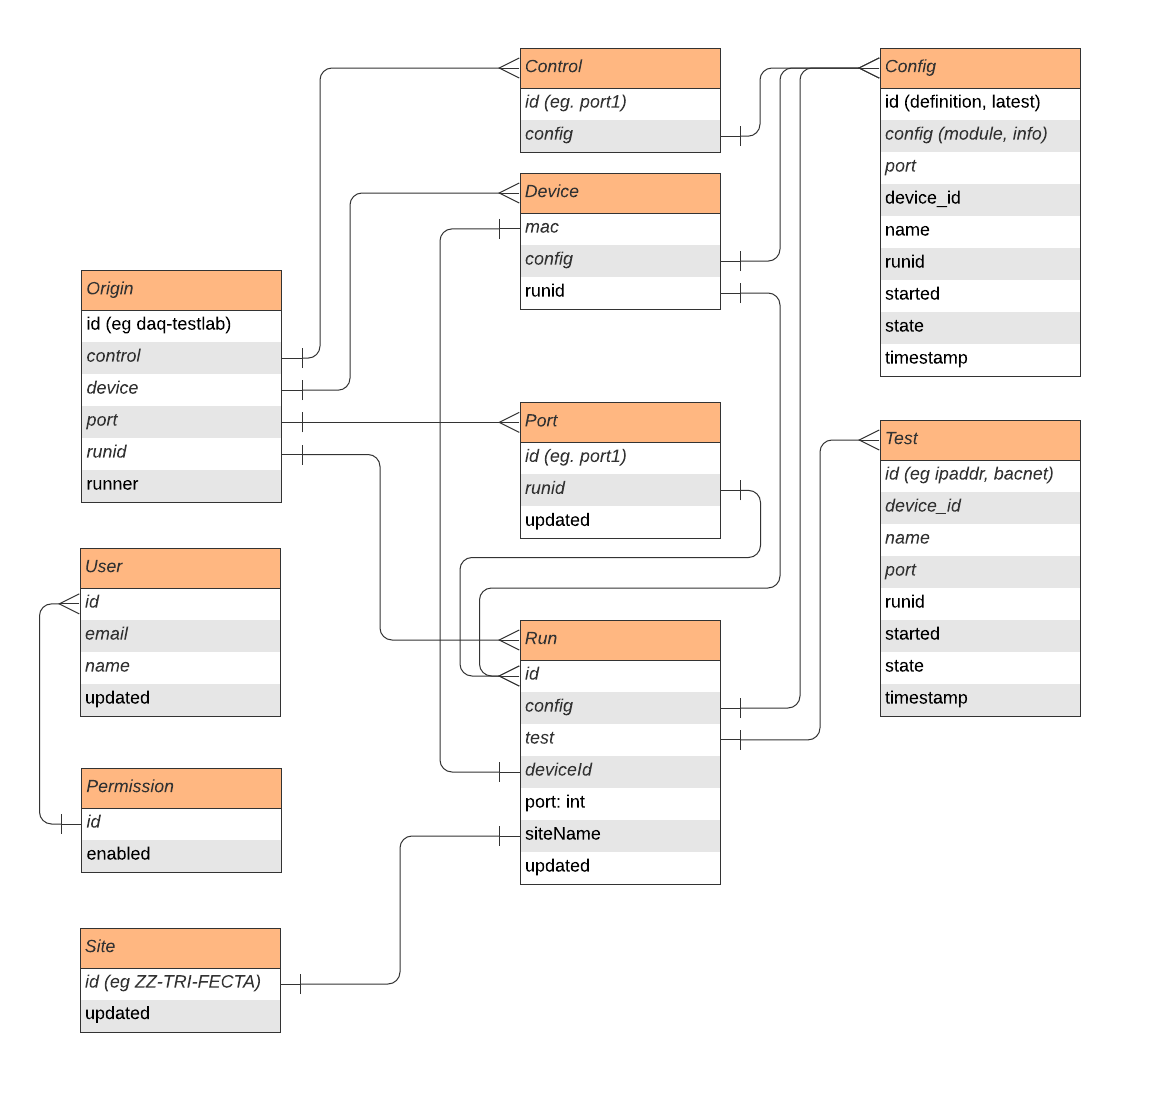 Control
id (eg. port1)
config
Config
id (definition, latest)
config (module, info)
port
device_id
name
runid
started
state
timestamp
Device
mac
config
runid
Origin
id (eg daq-testlab)
control
device
port
runid
runner
Port
id (eg. port1)
runid
updated
Test
id (eg ipaddr, bacnet)
device_id
name
port
runid
started
state
timestamp
User
id
email
name
updated
Run
id
config
test
deviceId
port: int
siteName
updated
Permission
id
enabled
Site
id (eg ZZ-TRI-FECTA)
updated